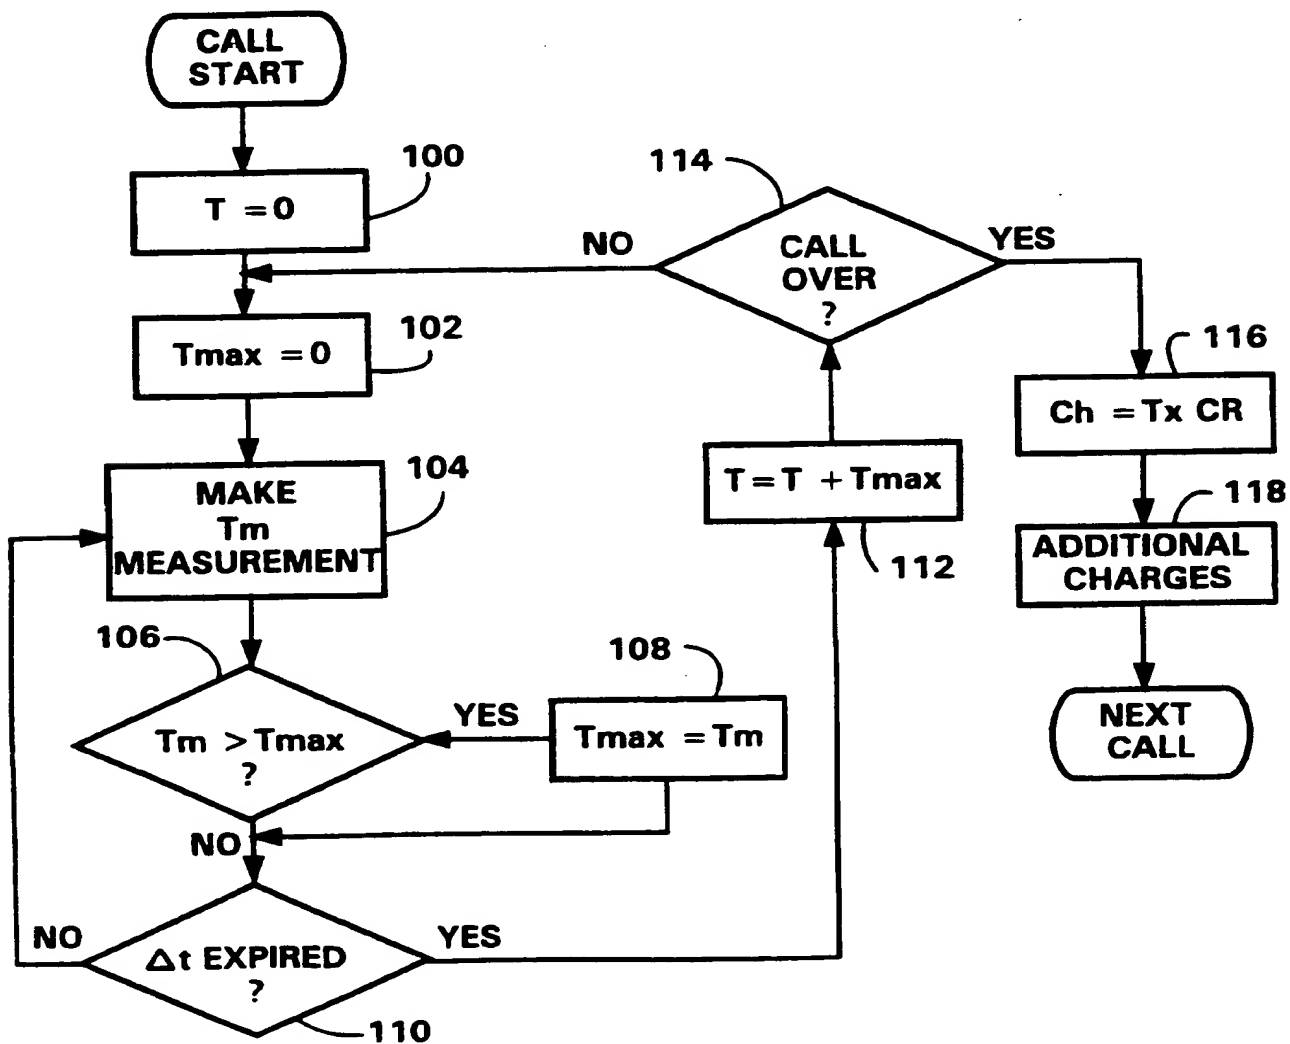 CALL
START
100
T = 0
102
Tmax = 0
104
MAKE
Tm
MEASUREMENT
106
Tm > Tmax
?
YES
108
Tmax = Tm
NO
Δt EXPIRED
?
NO
YES
110
112
T = T + Tmax
114
CALL
OVER
?
NO
YES
116
Ch = Tx CR
118
ADDITIONAL
CHARGES
NEXT
CALL